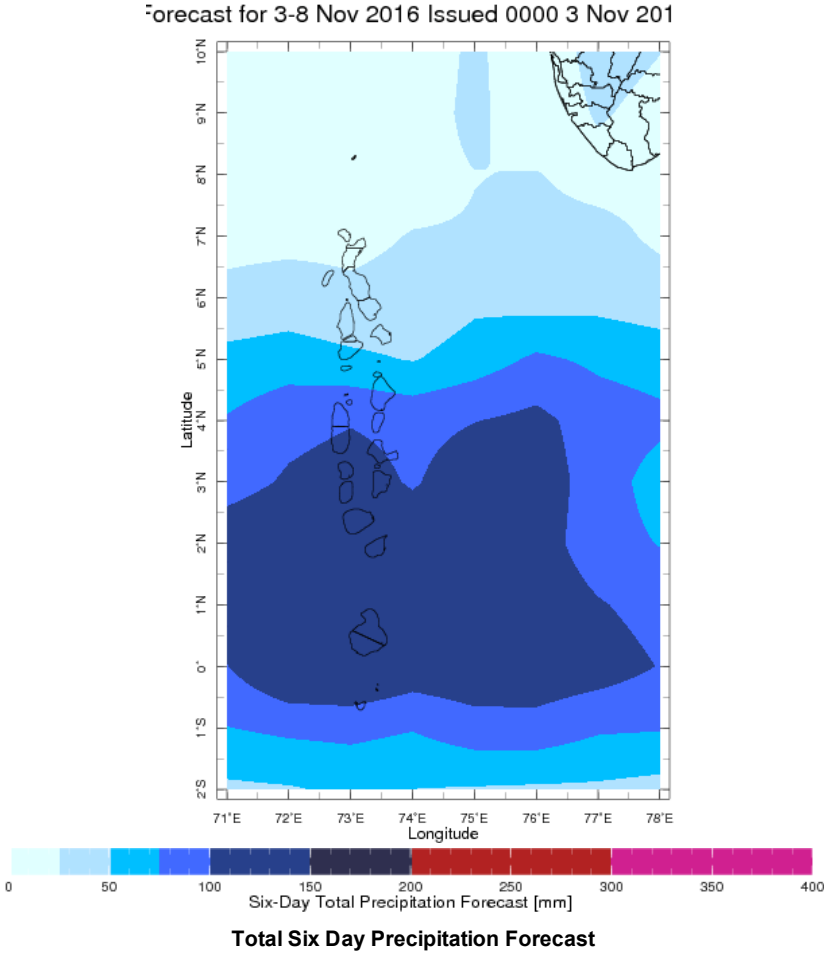 Forecast for 3-8 Nov 2016 Issued 0000 3 Nov 201
10°N
9°N
8°N
7°N
6°N
5°N
4°N
3°N
2°N
1°N
0°
1°S
2°S
Latitude
71°E 72°E 73°E 74°E 75°E 76°E 77°E 78°E
Longitude
0 50 100 150 200 250 300 350 400
Six-Day Total Precipitation Forecast [mm]
Total Six Day Precipitation Forecast